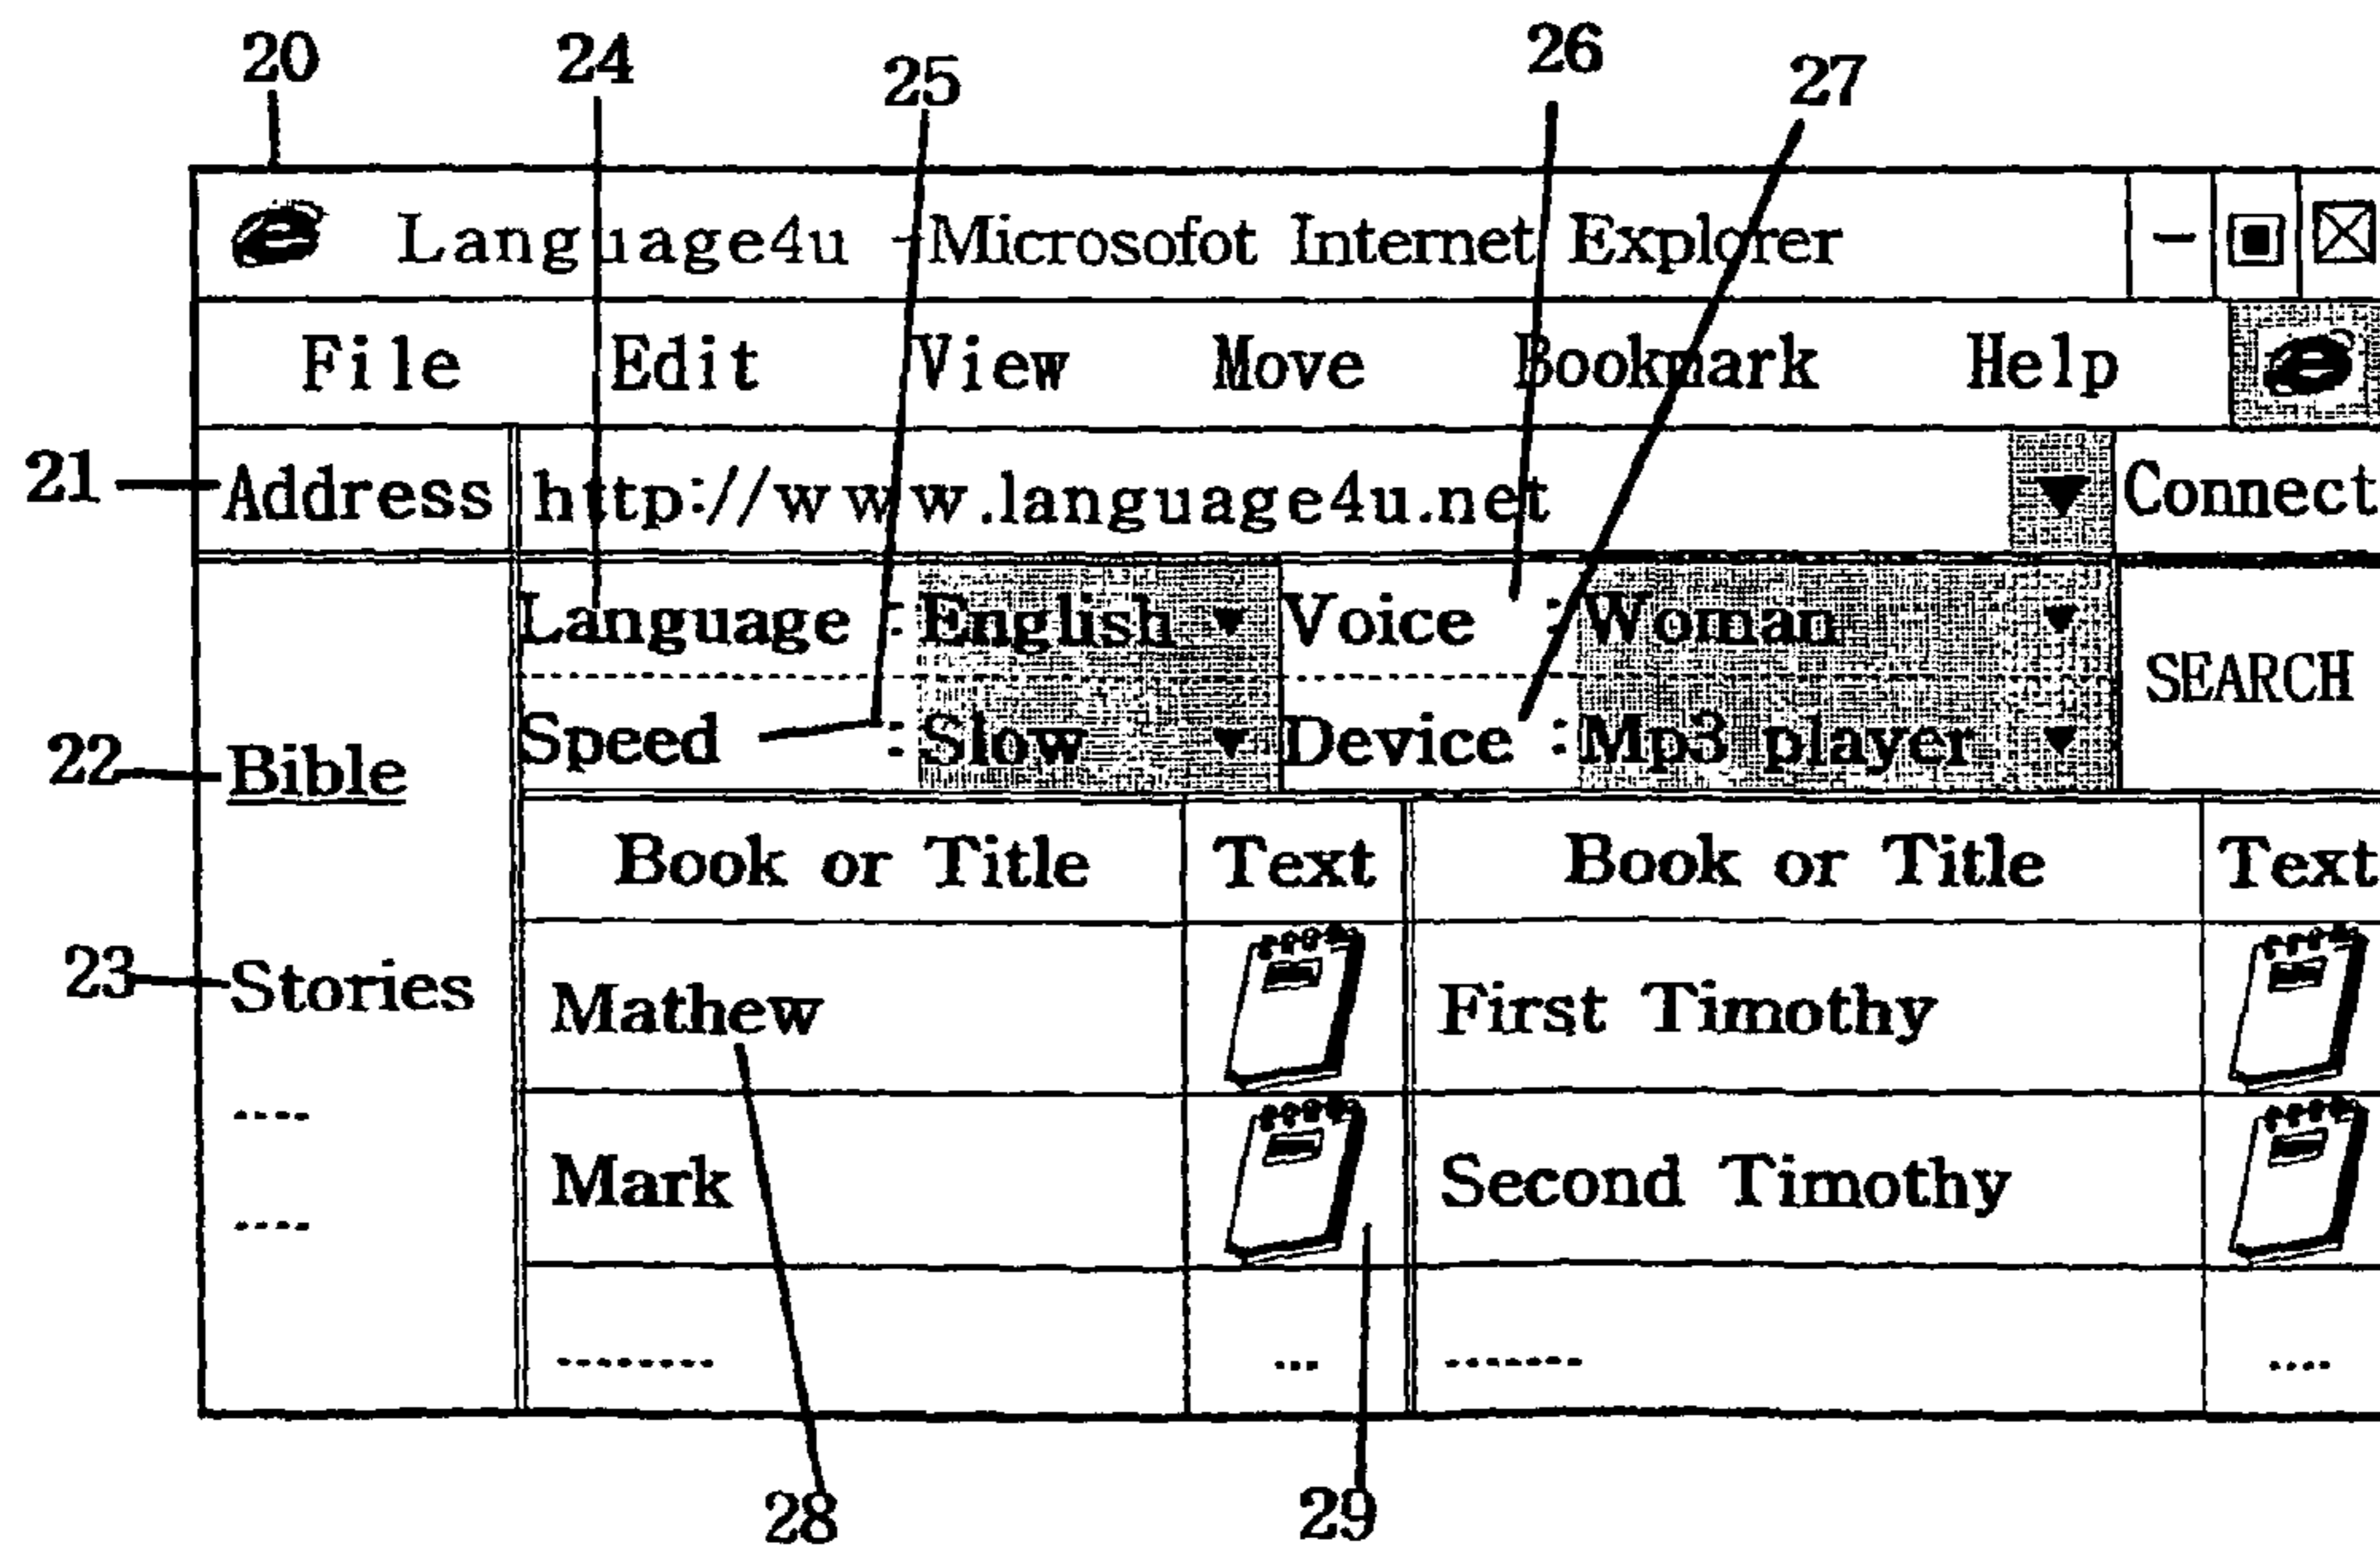 20 24 25 26 27
Language4u -Microsofot Internet Explorer
File Edit View Move Bookmark Help
21 Address http://www.language4u.net Connect
Language : English Voice : Woman
SEARCH
Speed : Slow Device : Mp3 player
22 Bible
Book or Title Text Book or Title Text
23 Stories
Mathew First Timothy
Mark Second Timothy
28 29